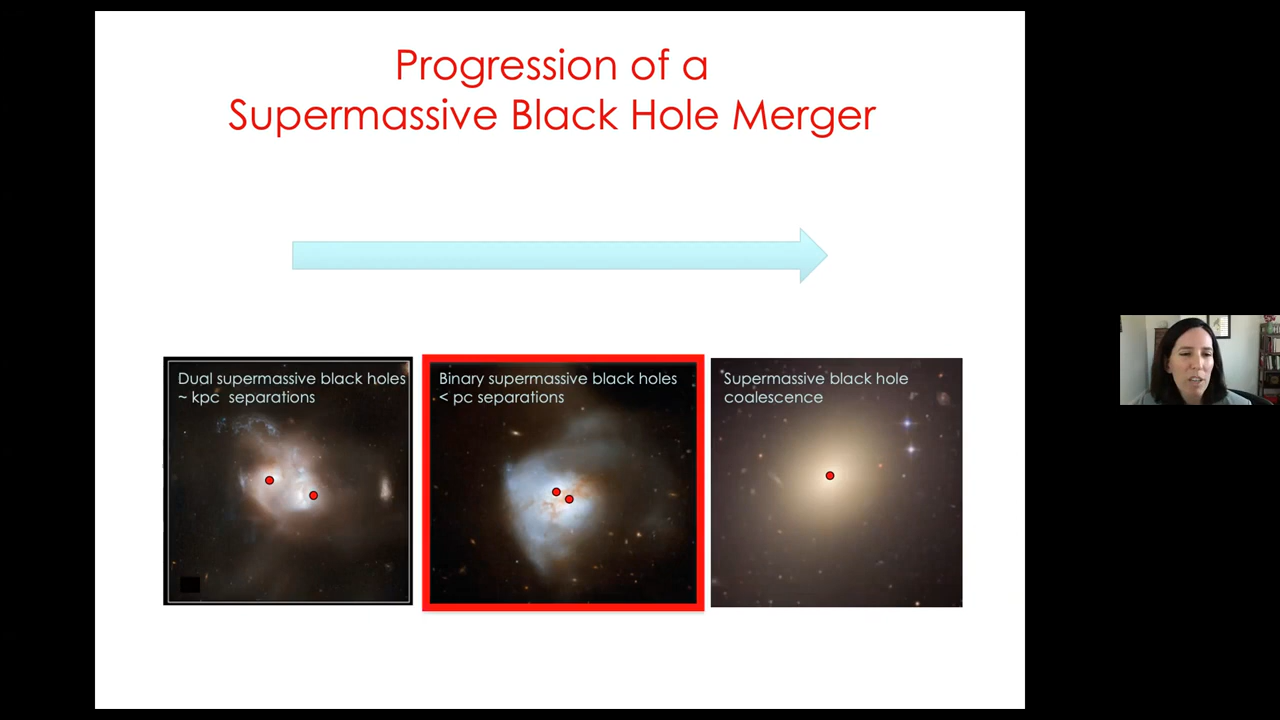 Progression of a
Supermassive Black Hole Merger
Dual supermassive black holes
~ kpc separations
Binary supermassive black holes
< pc separations
Supermassive black hole
coalescence